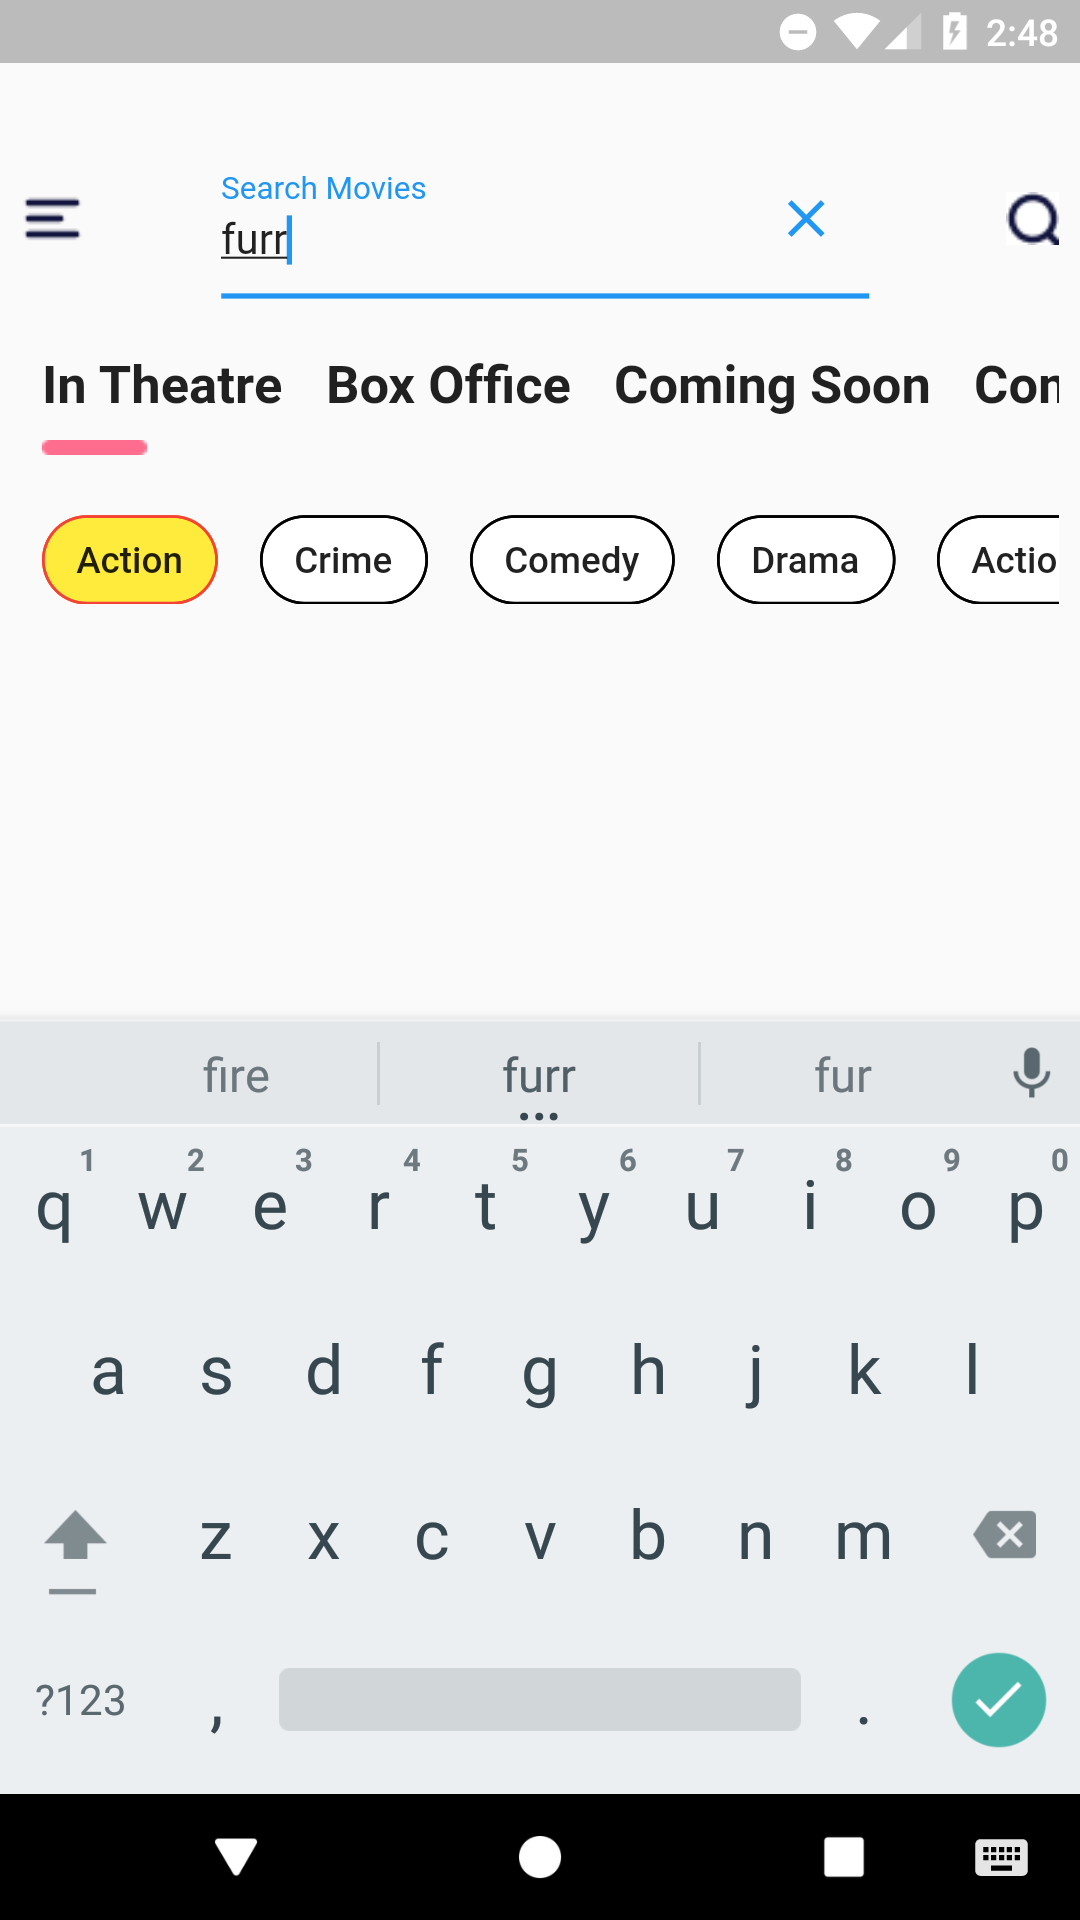 2:48
Search Movies
furr
In Theatre Box Office Coming Soon Com
Action Crime Comedy Drama Actio
fire furr fur
1 2 3 4 5 6 7 8 9 0
q w e r t y u i o p
a s d f g h j k l
z x c v b n m
?123 , .